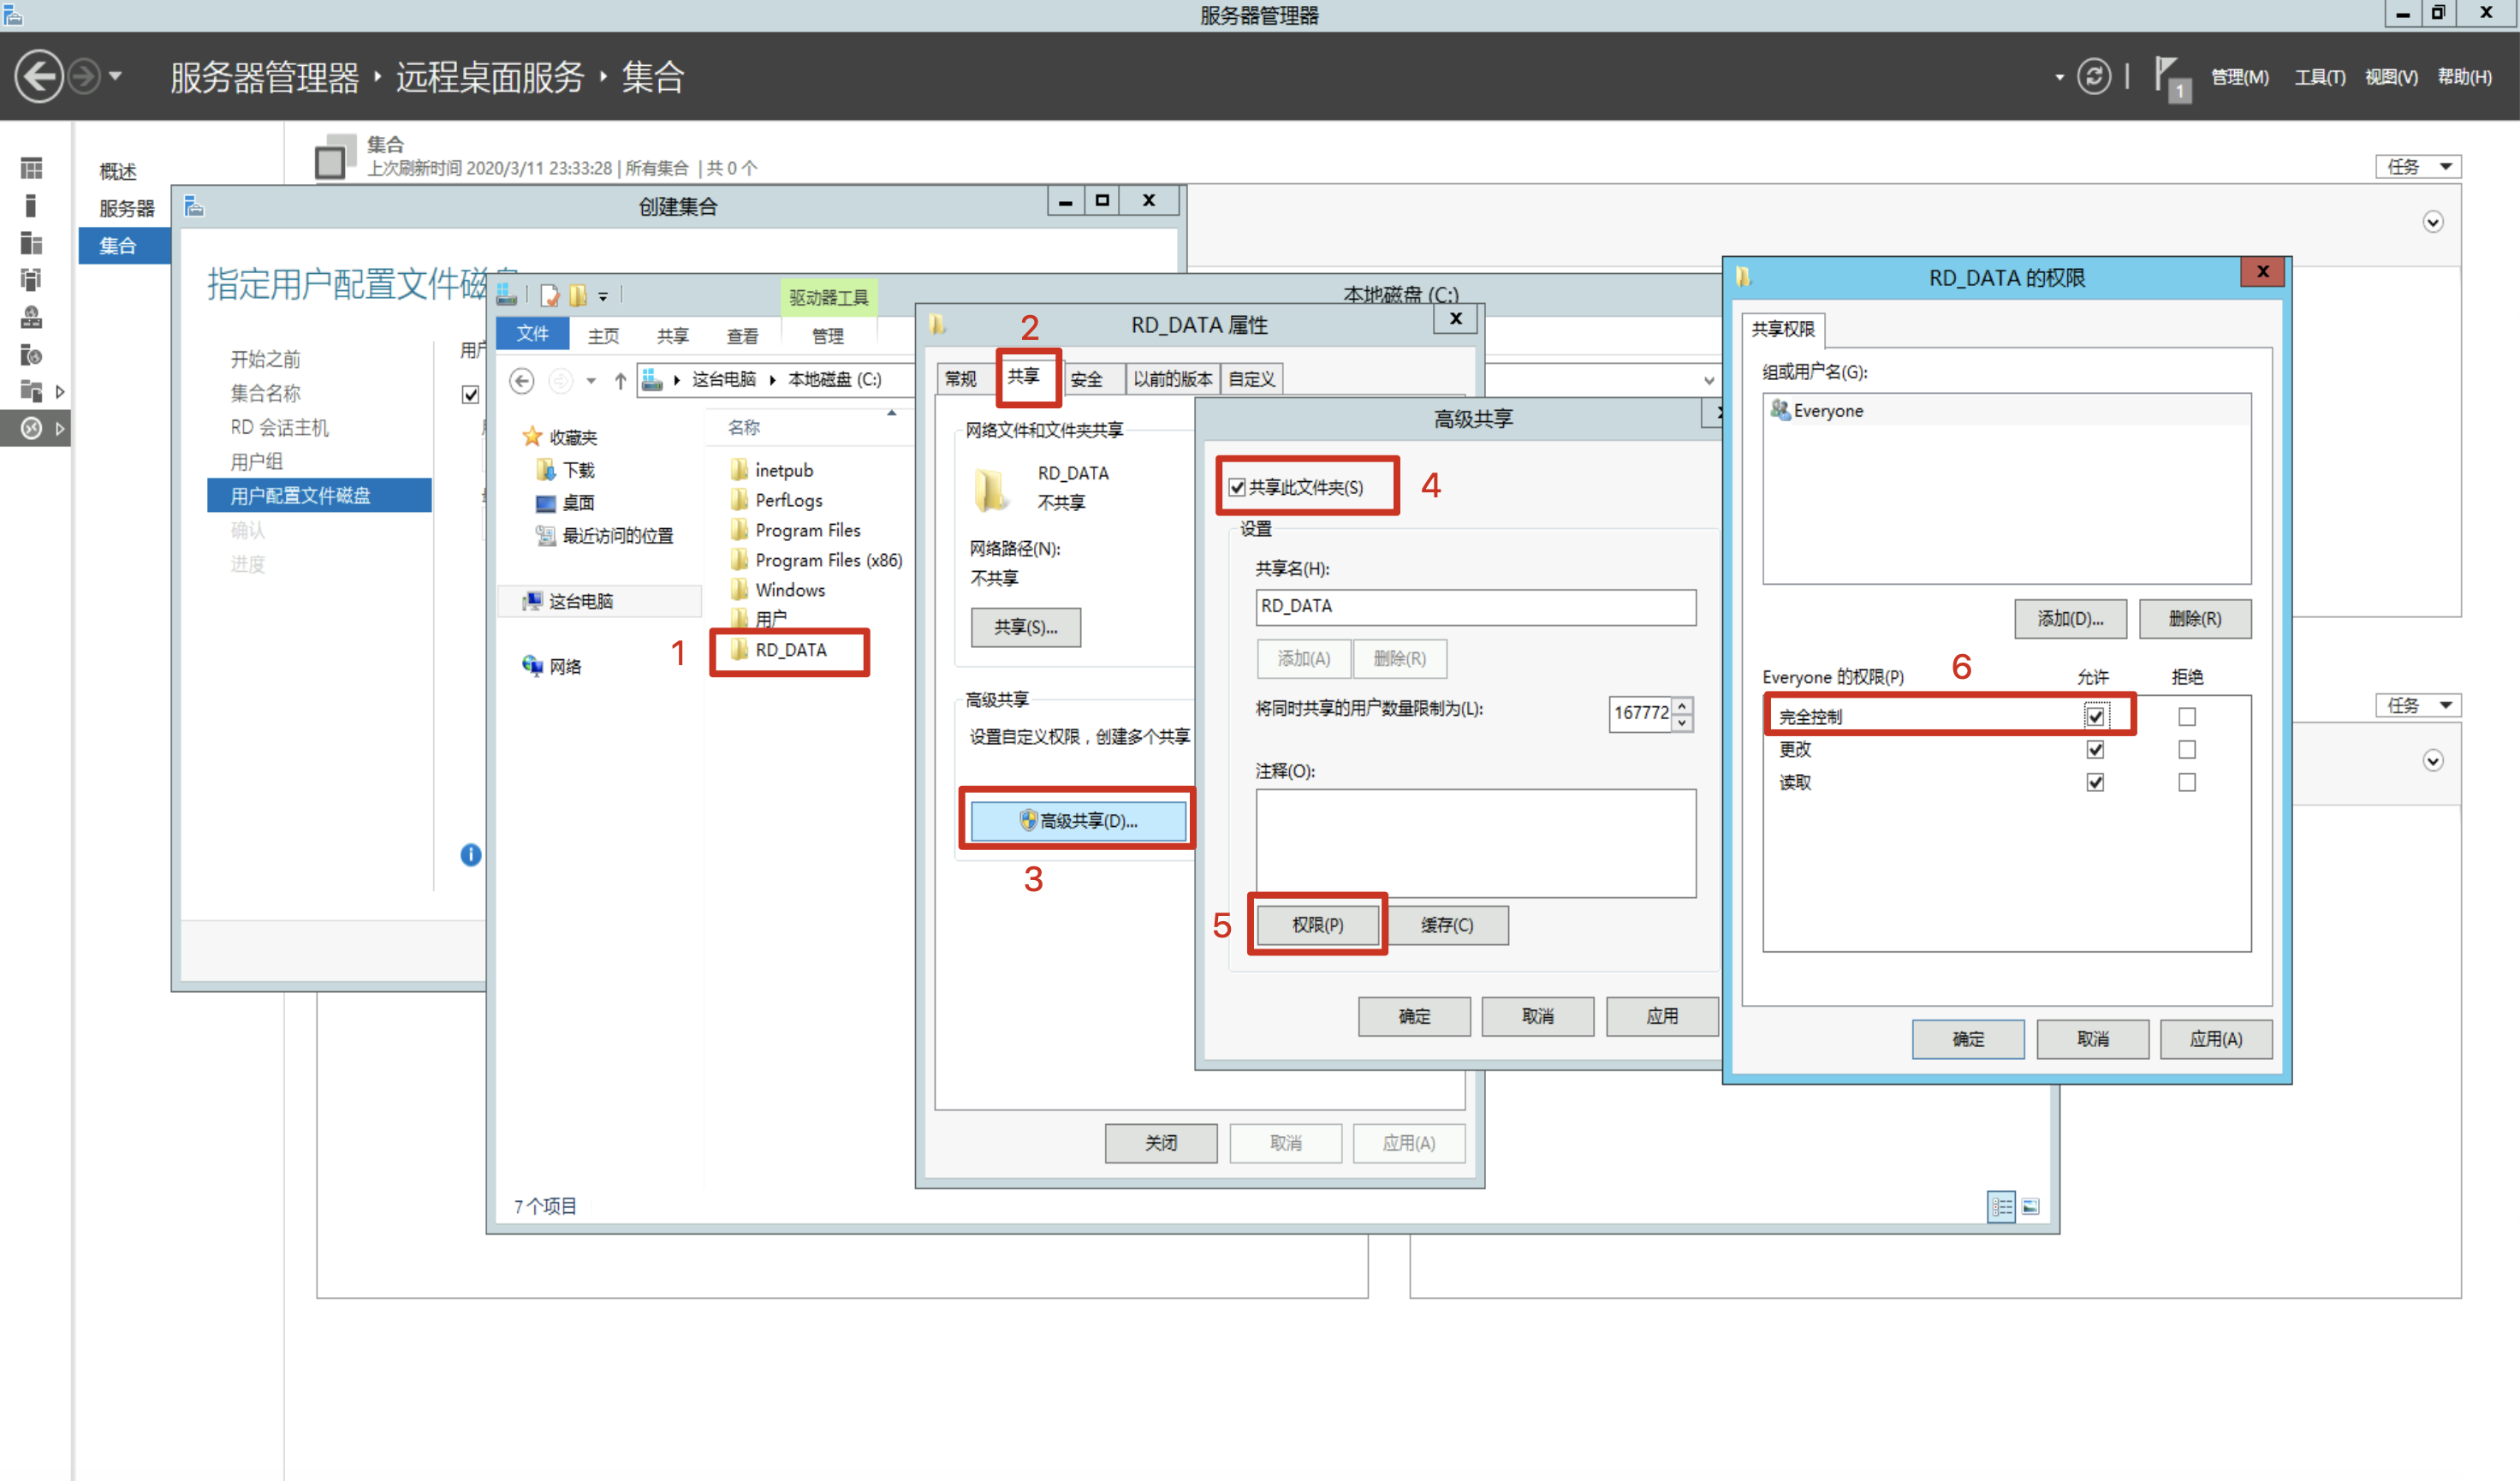 服务器管理器
服务器管理器 ‣ 远程桌面服务 ‣ 集合
1
管理(M) 工具(T) 视图(V) 帮助(H)
概述
服务器
集合
集合
上次刷新时间 2020/3/11 23:33:28 | 所有集合 | 共 0 个
任务
任务
创建集合
指定用户配置文件磁盘
开始之前
集合名称
RD 会话主机
用户组
用户配置文件磁盘
确认
进度
用户
驱动器工具
本地磁盘 (C:)
文件 主页 共享 查看 管理
这台电脑 本地磁盘 (C:)
收藏夹
下载
桌面
最近访问的位置
这台电脑
网络
名称
inetpub
PerfLogs
Program Files
Program Files (x86)
Windows
用户
1
RD_DATA
7 个项目
RD_DATA 属性
2
常规 共享 安全 以前的版本 自定义
网络文件和文件夹共享
RD_DATA
不共享
网络路径(N):
不共享
共享(S)...
高级共享
设置自定义权限，创建多个共享
高级共享(D)...
3
关闭 取消 应用(A)
高级共享
共享此文件夹(S)
4
设置
共享名(H):
RD_DATA
添加(A) 删除(R)
将同时共享的用户数量限制为(L):
167772
注释(O):
5
权限(P) 缓存(C)
确定 取消 应用
RD_DATA 的权限
共享权限
组或用户名(G):
Everyone
添加(D)... 删除(R)
6
Everyone 的权限(P) 允许 拒绝
完全控制
更改
读取
确定 取消 应用(A)